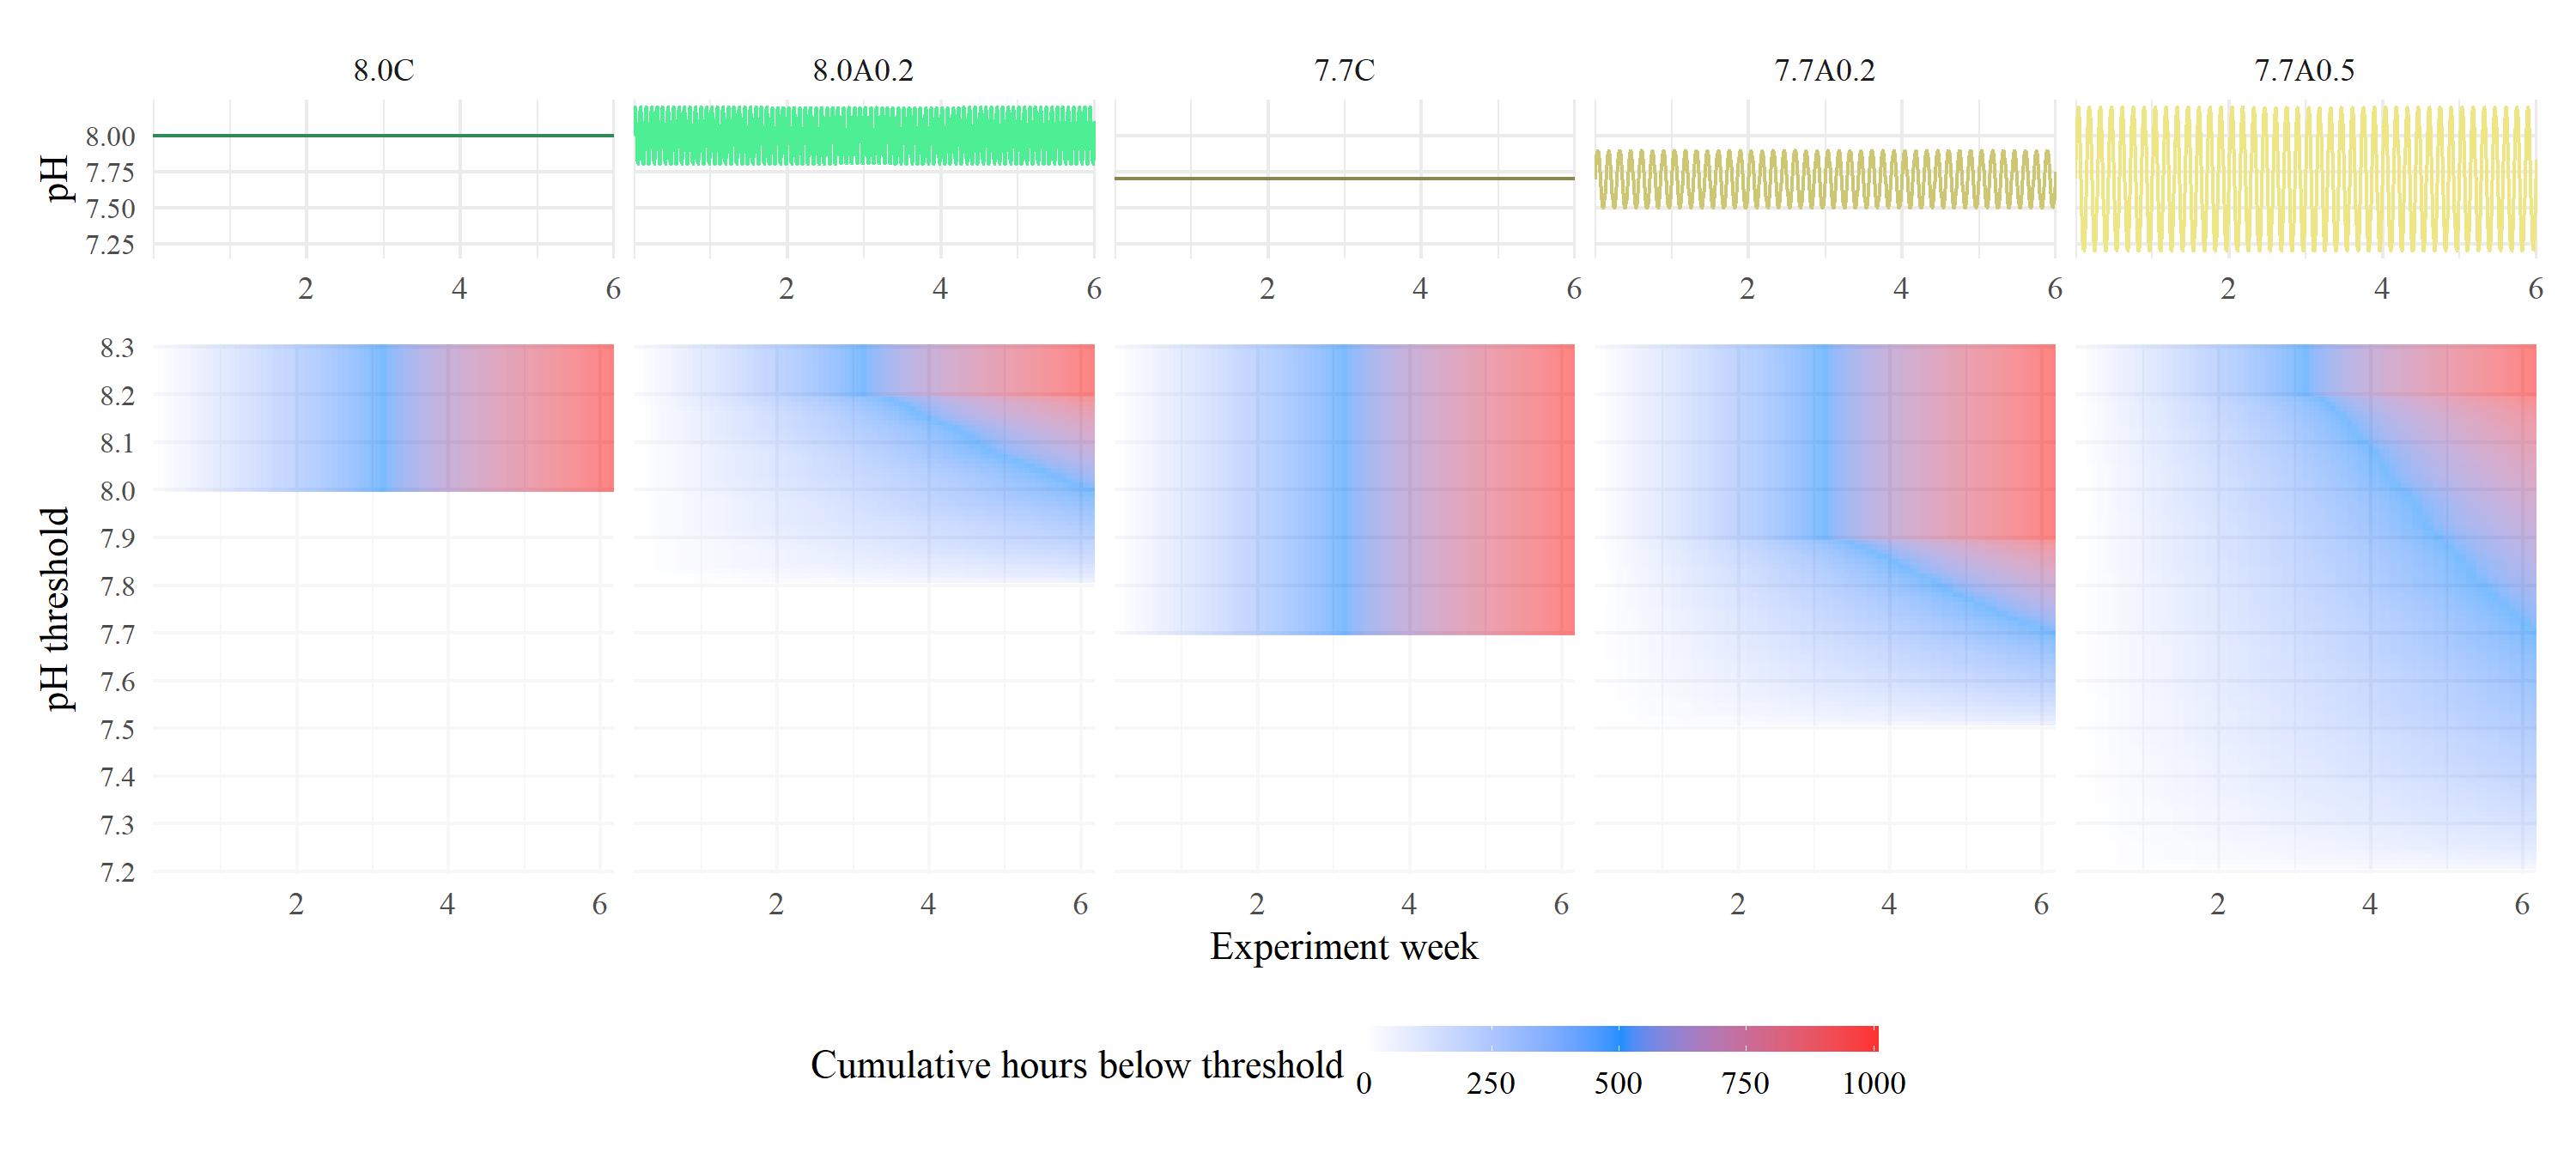 8.0C 8.0A0.2 7.7C 7.7A0.2 7.7A0.5
pH
8.00
7.75
7.50
7.25
2 4 6 2 4 6 2 4 6 2 4 6 2 4 6
pH threshold
8.3
8.2
8.1
8.0
7.9
7.8
7.7
7.6
7.5
7.4
7.3
7.2
2 4 6 2 4 6 2 4 6 2 4 6 2 4 6
Experiment week
Cumulative hours below threshold
0 250 500 750 1000